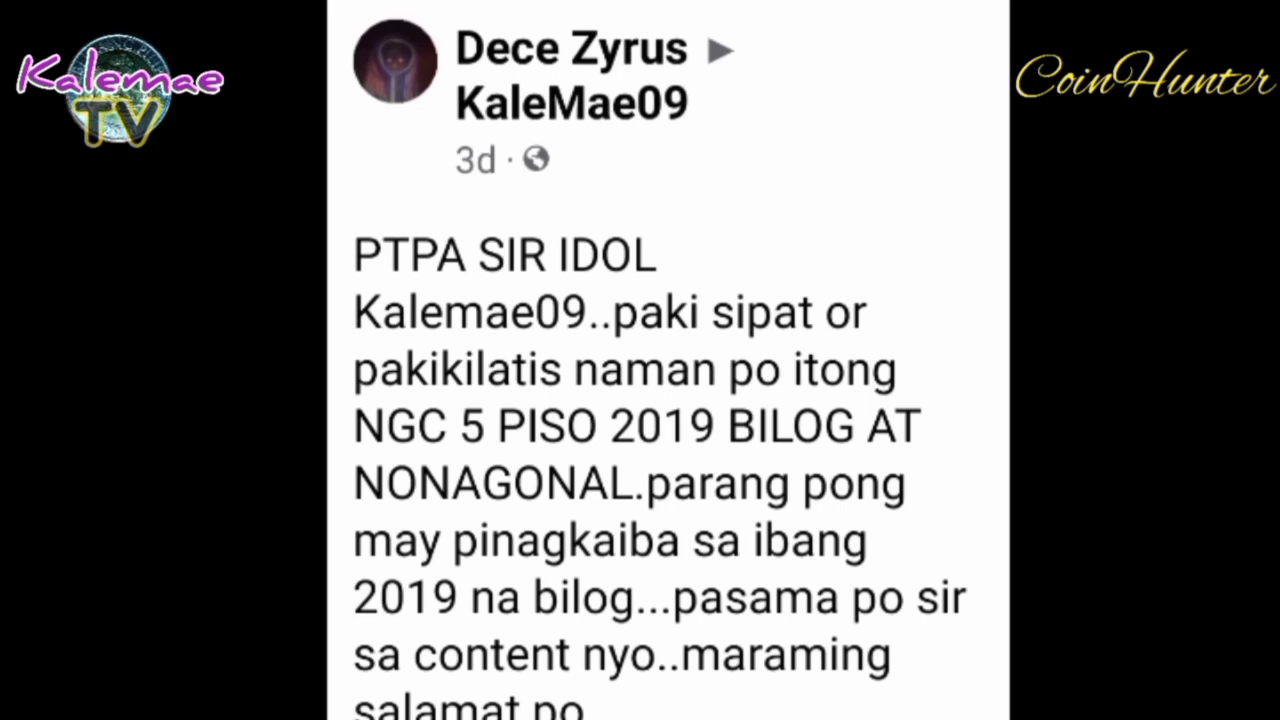 Kalemae
TV
CoinHunter
Dece Zyrus ▶
KaleMae09
3d ·
PTPA SIR IDOL
Kalemae09..paki sipat or
pakikilatis naman po itong
NGC 5 PISO 2019 BILOG AT
NONAGONAL.parang pong
may pinagkaiba sa ibang
2019 na bilog...pasama po sir
sa content nyo..maraming
salamat po